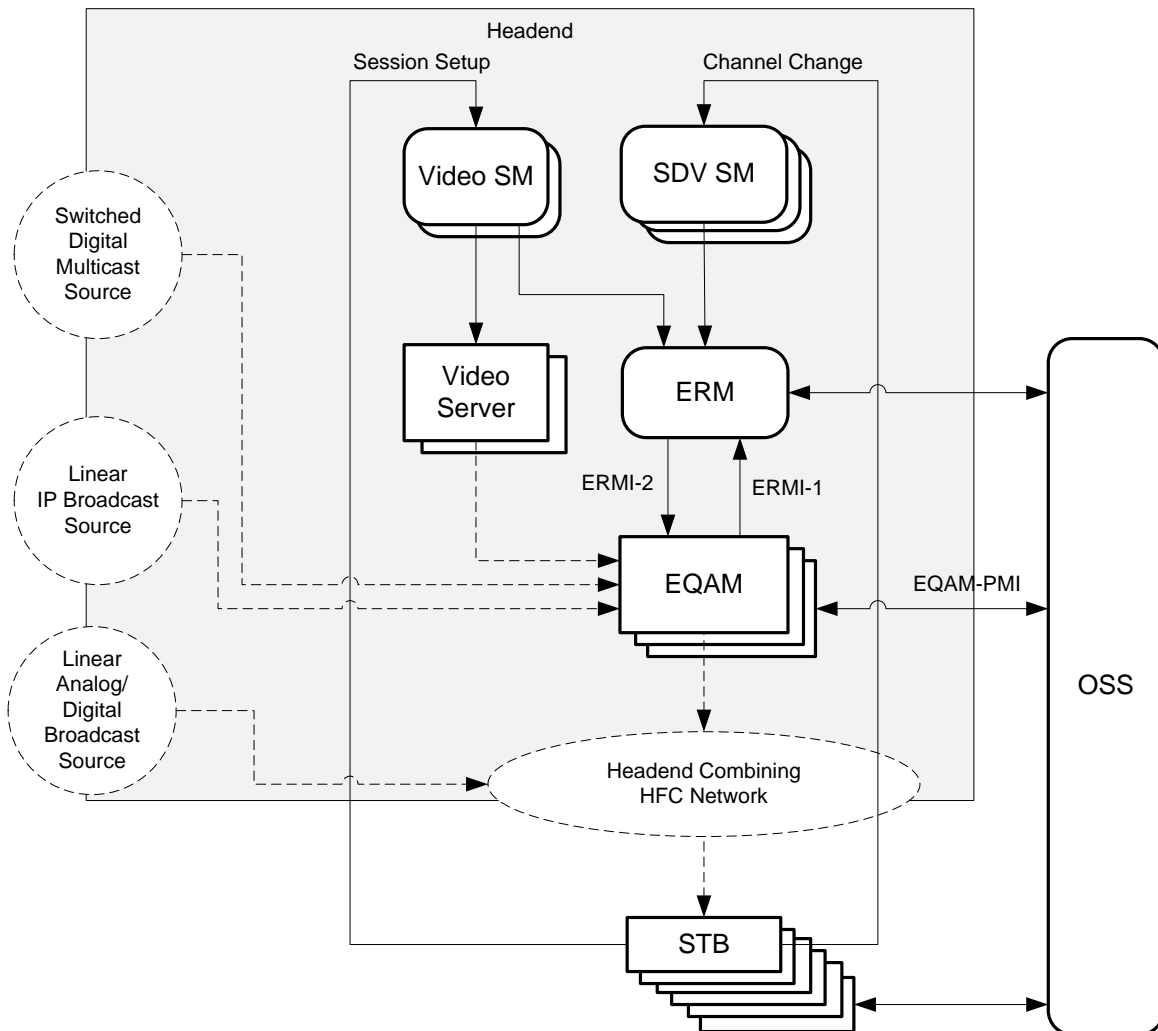 Headend
Session Setup
Channel Change
Video SM
SDV SM
Switched
Digital
Multicast
Source
Video
Server
ERM
ERMI-2
ERMI-1
Linear
IP Broadcast
Source
EQAM
EQAM-PMI
Linear
Analog/
Digital
Broadcast
Source
OSS
Headend Combining
HFC Network
STB